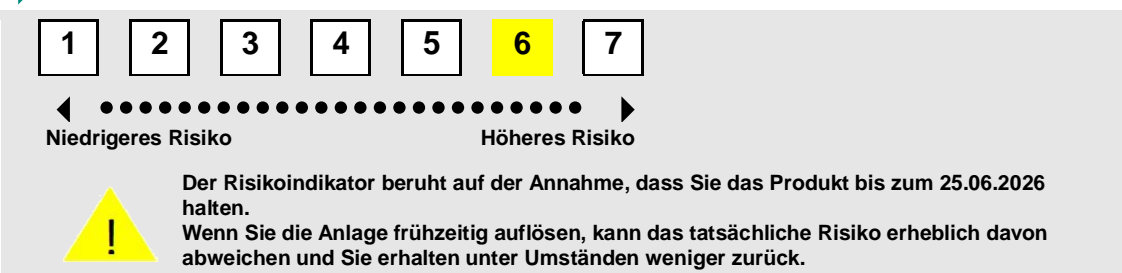 1 2 3 4 5 6 7
Niedrigeres Risiko Höheres Risiko
Der Risikoindikator beruht auf der Annahme, dass Sie das Produkt bis zum 25.06.2026
halten.
!
Wenn Sie die Anlage frühzeitig auflösen, kann das tatsächliche Risiko erheblich davon
abweichen und Sie erhalten unter Umständen weniger zurück.